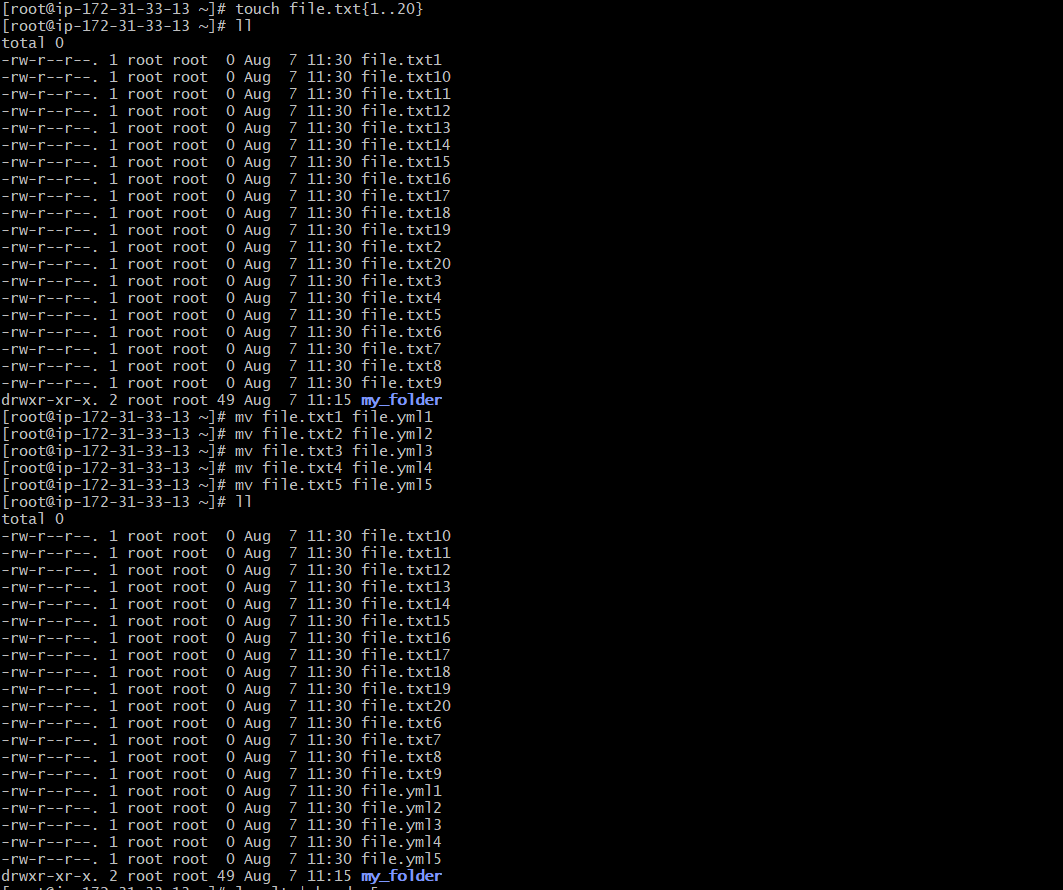 [root@ip-172-31-33-13 ~]# touch file.txt{1..20}
[root@ip-172-31-33-13 ~]# ll
total 0
-rw-r--r--. 1 root root  0 Aug  7 11:30 file.txt1
-rw-r--r--. 1 root root  0 Aug  7 11:30 file.txt10
-rw-r--r--. 1 root root  0 Aug  7 11:30 file.txt11
-rw-r--r--. 1 root root  0 Aug  7 11:30 file.txt12
-rw-r--r--. 1 root root  0 Aug  7 11:30 file.txt13
-rw-r--r--. 1 root root  0 Aug  7 11:30 file.txt14
-rw-r--r--. 1 root root  0 Aug  7 11:30 file.txt15
-rw-r--r--. 1 root root  0 Aug  7 11:30 file.txt16
-rw-r--r--. 1 root root  0 Aug  7 11:30 file.txt17
-rw-r--r--. 1 root root  0 Aug  7 11:30 file.txt18
-rw-r--r--. 1 root root  0 Aug  7 11:30 file.txt19
-rw-r--r--. 1 root root  0 Aug  7 11:30 file.txt2
-rw-r--r--. 1 root root  0 Aug  7 11:30 file.txt20
-rw-r--r--. 1 root root  0 Aug  7 11:30 file.txt3
-rw-r--r--. 1 root root  0 Aug  7 11:30 file.txt4
-rw-r--r--. 1 root root  0 Aug  7 11:30 file.txt5
-rw-r--r--. 1 root root  0 Aug  7 11:30 file.txt6
-rw-r--r--. 1 root root  0 Aug  7 11:30 file.txt7
-rw-r--r--. 1 root root  0 Aug  7 11:30 file.txt8
-rw-r--r--. 1 root root  0 Aug  7 11:30 file.txt9
drwxr-xr-x. 2 root root 49 Aug  7 11:15 my_folder
[root@ip-172-31-33-13 ~]# mv file.txt1 file.yml1
[root@ip-172-31-33-13 ~]# mv file.txt2 file.yml2
[root@ip-172-31-33-13 ~]# mv file.txt3 file.yml3
[root@ip-172-31-33-13 ~]# mv file.txt4 file.yml4
[root@ip-172-31-33-13 ~]# mv file.txt5 file.yml5
[root@ip-172-31-33-13 ~]# ll
total 0
-rw-r--r--. 1 root root  0 Aug  7 11:30 file.txt10
-rw-r--r--. 1 root root  0 Aug  7 11:30 file.txt11
-rw-r--r--. 1 root root  0 Aug  7 11:30 file.txt12
-rw-r--r--. 1 root root  0 Aug  7 11:30 file.txt13
-rw-r--r--. 1 root root  0 Aug  7 11:30 file.txt14
-rw-r--r--. 1 root root  0 Aug  7 11:30 file.txt15
-rw-r--r--. 1 root root  0 Aug  7 11:30 file.txt16
-rw-r--r--. 1 root root  0 Aug  7 11:30 file.txt17
-rw-r--r--. 1 root root  0 Aug  7 11:30 file.txt18
-rw-r--r--. 1 root root  0 Aug  7 11:30 file.txt19
-rw-r--r--. 1 root root  0 Aug  7 11:30 file.txt20
-rw-r--r--. 1 root root  0 Aug  7 11:30 file.txt6
-rw-r--r--. 1 root root  0 Aug  7 11:30 file.txt7
-rw-r--r--. 1 root root  0 Aug  7 11:30 file.txt8
-rw-r--r--. 1 root root  0 Aug  7 11:30 file.txt9
-rw-r--r--. 1 root root  0 Aug  7 11:30 file.yml1
-rw-r--r--. 1 root root  0 Aug  7 11:30 file.yml2
-rw-r--r--. 1 root root  0 Aug  7 11:30 file.yml3
-rw-r--r--. 1 root root  0 Aug  7 11:30 file.yml4
-rw-r--r--. 1 root root  0 Aug  7 11:30 file.yml5
drwxr-xr-x. 2 root root 49 Aug  7 11:15 my_folder
[root@ip-172-31-33-13 ~]#